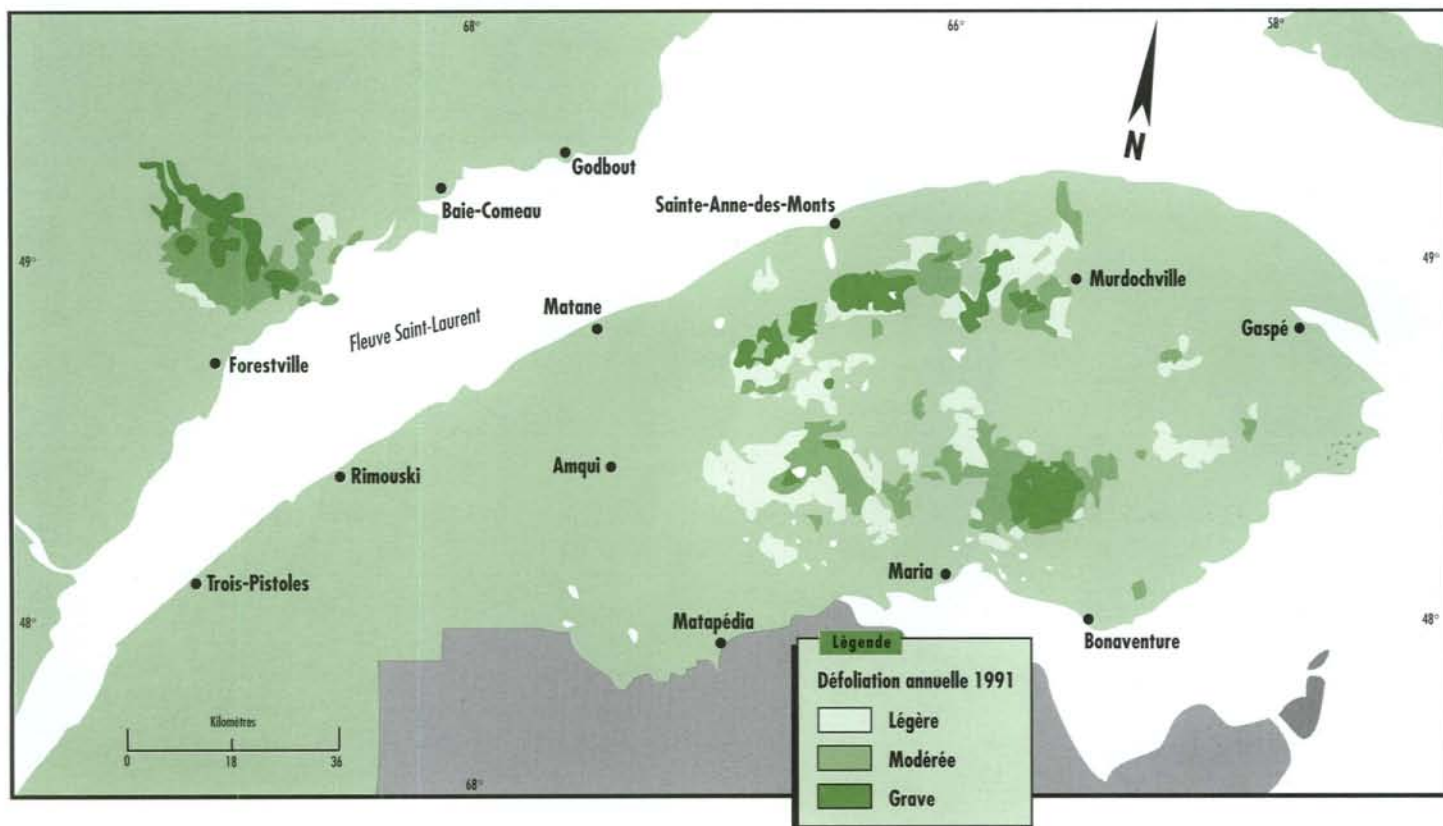 68°
66°
58°
N
Godbout
Baie-Comeau
Sainte-Anne-des-Monts
49°
49°
Murdochville
Matane
Fleuve Saint-Laurent
Gaspé
Forestville
Amqui
Rimouski
Trois-Pistoles
Maria
48°
48°
Matapédia
Bonaventure
Légende
Défoliation annuelle 1991
Légère
Modérée
Grave
Kilomètres
0 18 36
68°